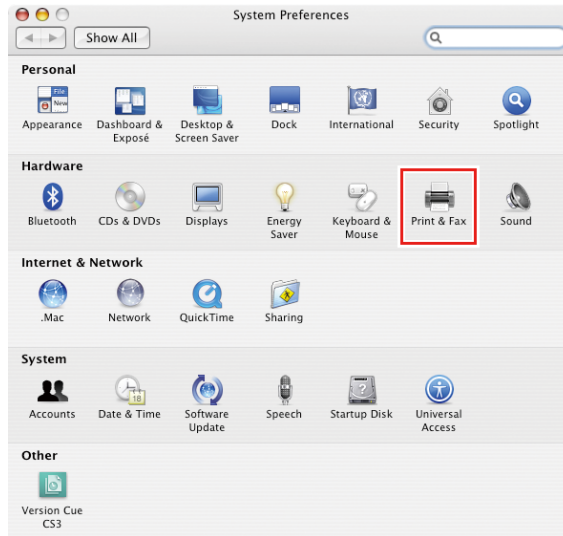 System Preferences
Show All
Personal
File
New
Appearance
Dashboard &
Exposé
Desktop &
Screen Saver
Dock
International
Security
Spotlight
Hardware
Bluetooth
CDs & DVDs
Displays
Energy
Saver
Keyboard &
Mouse
Print & Fax
Sound
Internet & Network
.Mac
Network
QuickTime
Sharing
System
18
Accounts
Date & Time
Software
Update
Speech
Startup Disk
Universal
Access
Other
Version Cue
CS3